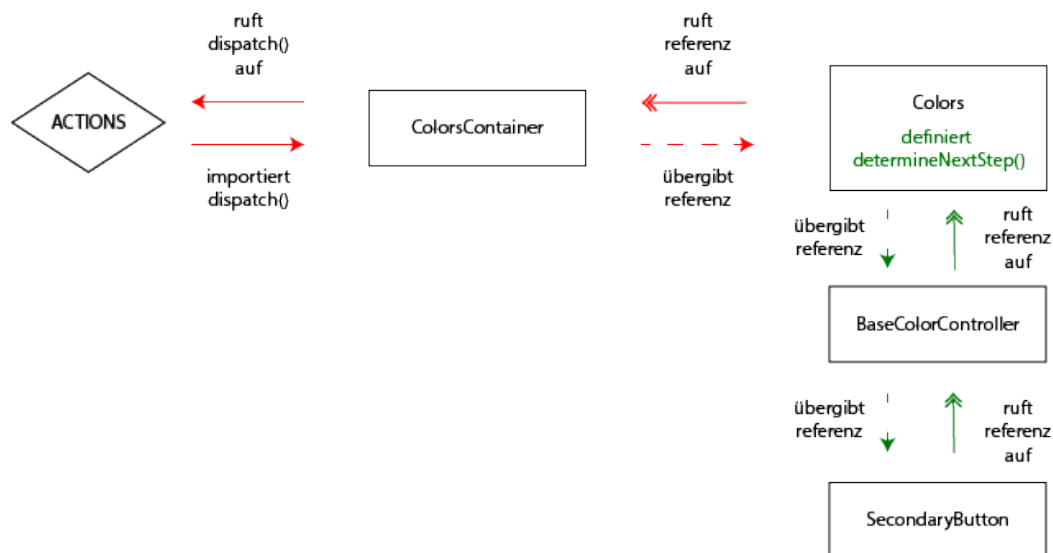 ruft
dispatch()
auf
ruft
referenz
auf
ACTIONS
ColorsContainer
Colors
definiert
determineNextStep()
importiert
dispatch()
übergibt
referenz
übergibt
referenz
ruft
referenz
auf
BaseColorController
übergibt
referenz
ruft
referenz
auf
SecondaryButton